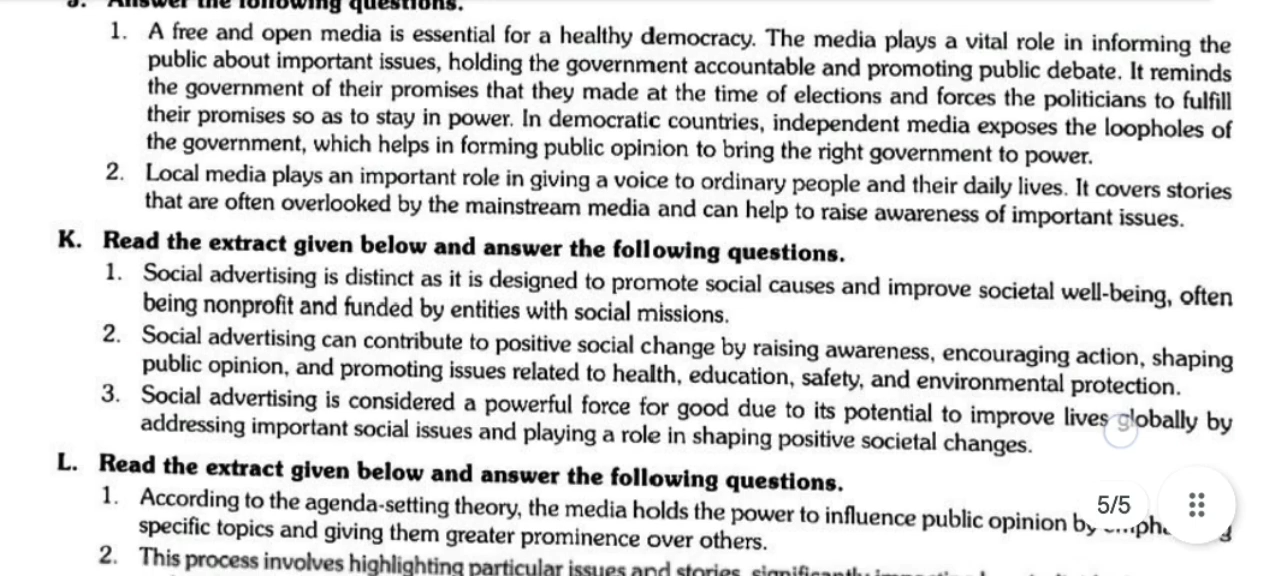 J. Answer the following questions.
1. A free and open media is essential for a healthy democracy. The media plays a vital role in informing the
public about important issues, holding the government accountable and promoting public debate. It reminds
the government of their promises that they made at the time of elections and forces the politicians to fulfill
their promises so as to stay in power. In democratic countries, independent media exposes the loopholes of
the government, which helps in forming public opinion to bring the right government to power.
2. Local media plays an important role in giving a voice to ordinary people and their daily lives. It covers stories
that are often overlooked by the mainstream media and can help to raise awareness of important issues.
K. Read the extract given below and answer the following questions.
1. Social advertising is distinct as it is designed to promote social causes and improve societal well-being, often
being nonprofit and funded by entities with social missions.
2. Social advertising can contribute to positive social change by raising awareness, encouraging action, shaping
public opinion, and promoting issues related to health, education, safety, and environmental protection.
3. Social advertising is considered a powerful force for good due to its potential to improve lives globally by
addressing important social issues and playing a role in shaping positive societal changes.
L. Read the extract given below and answer the following questions.
1. According to the agenda-setting theory, the media holds the power to influence public opinion by
specific topics and giving them greater prominence over others.
5/5
2. This process involves highlighting particular issues and stories,